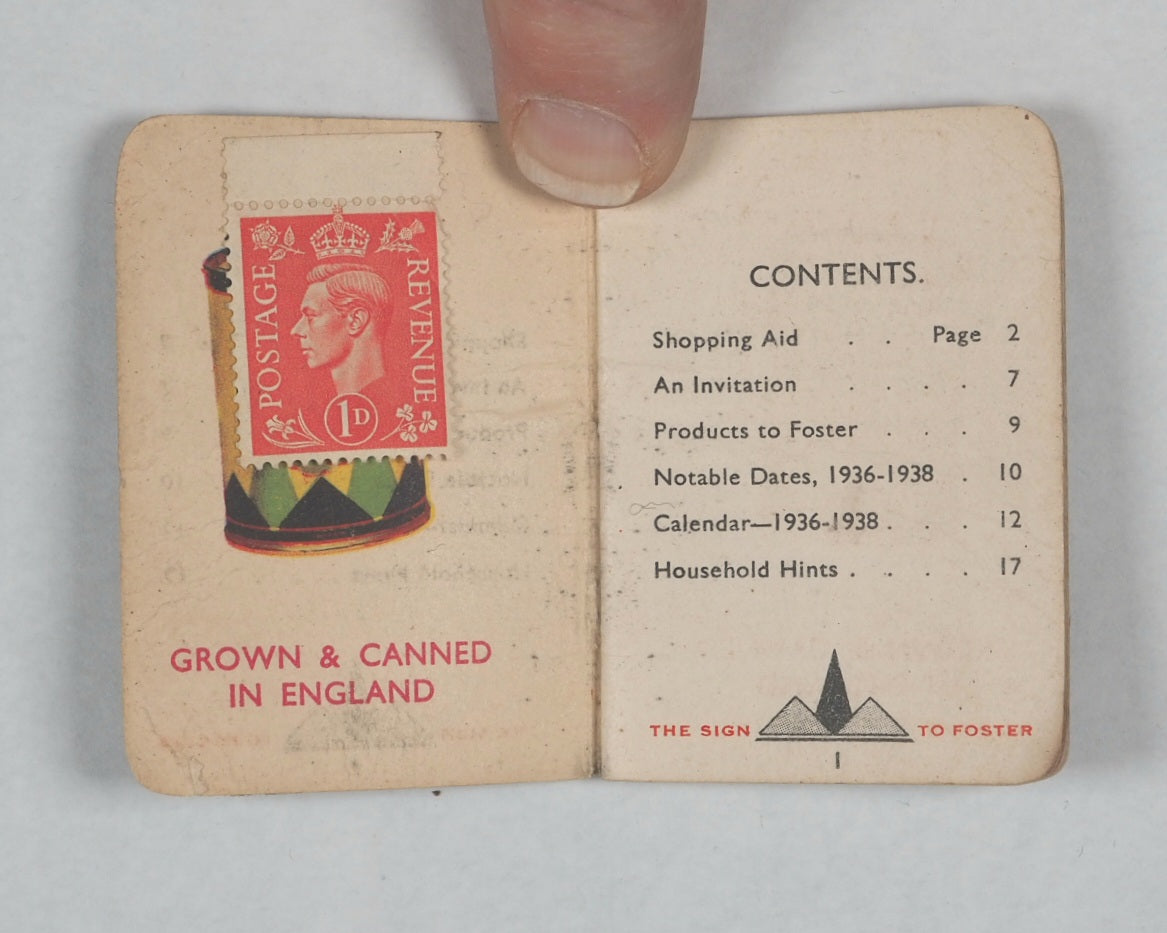 POSTAGE
REVENUE
1D
GROWN & CANNED
IN ENGLAND
CONTENTS.
Shopping Aid . . Page 2
An Invitation . . . . 7
Products to Foster . . . 9
Notable Dates, 1936-1938 . 10
Calendar—1936-1938 . . . 12
Household Hints . . . . 17
THE SIGN TO FOSTER
1